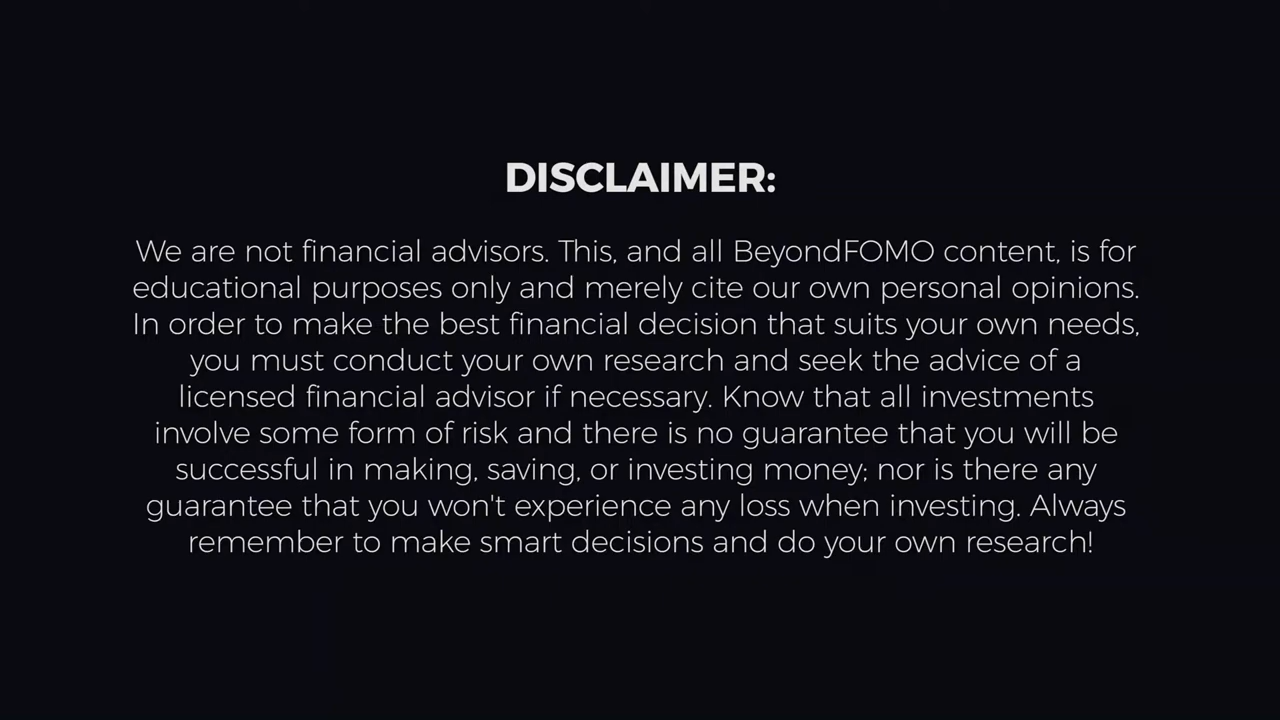 DISCLAIMER:
We are not financial advisors. This, and all BeyondFOMO content, is for
educational purposes only and merely cite our own personal opinions.
In order to make the best financial decision that suits your own needs,
you must conduct your own research and seek the advice of a
licensed financial advisor if necessary. Know that all investments
involve some form of risk and there is no guarantee that you will be
successful in making, saving, or investing money; nor is there any
guarantee that you won't experience any loss when investing. Always
remember to make smart decisions and do your own research!